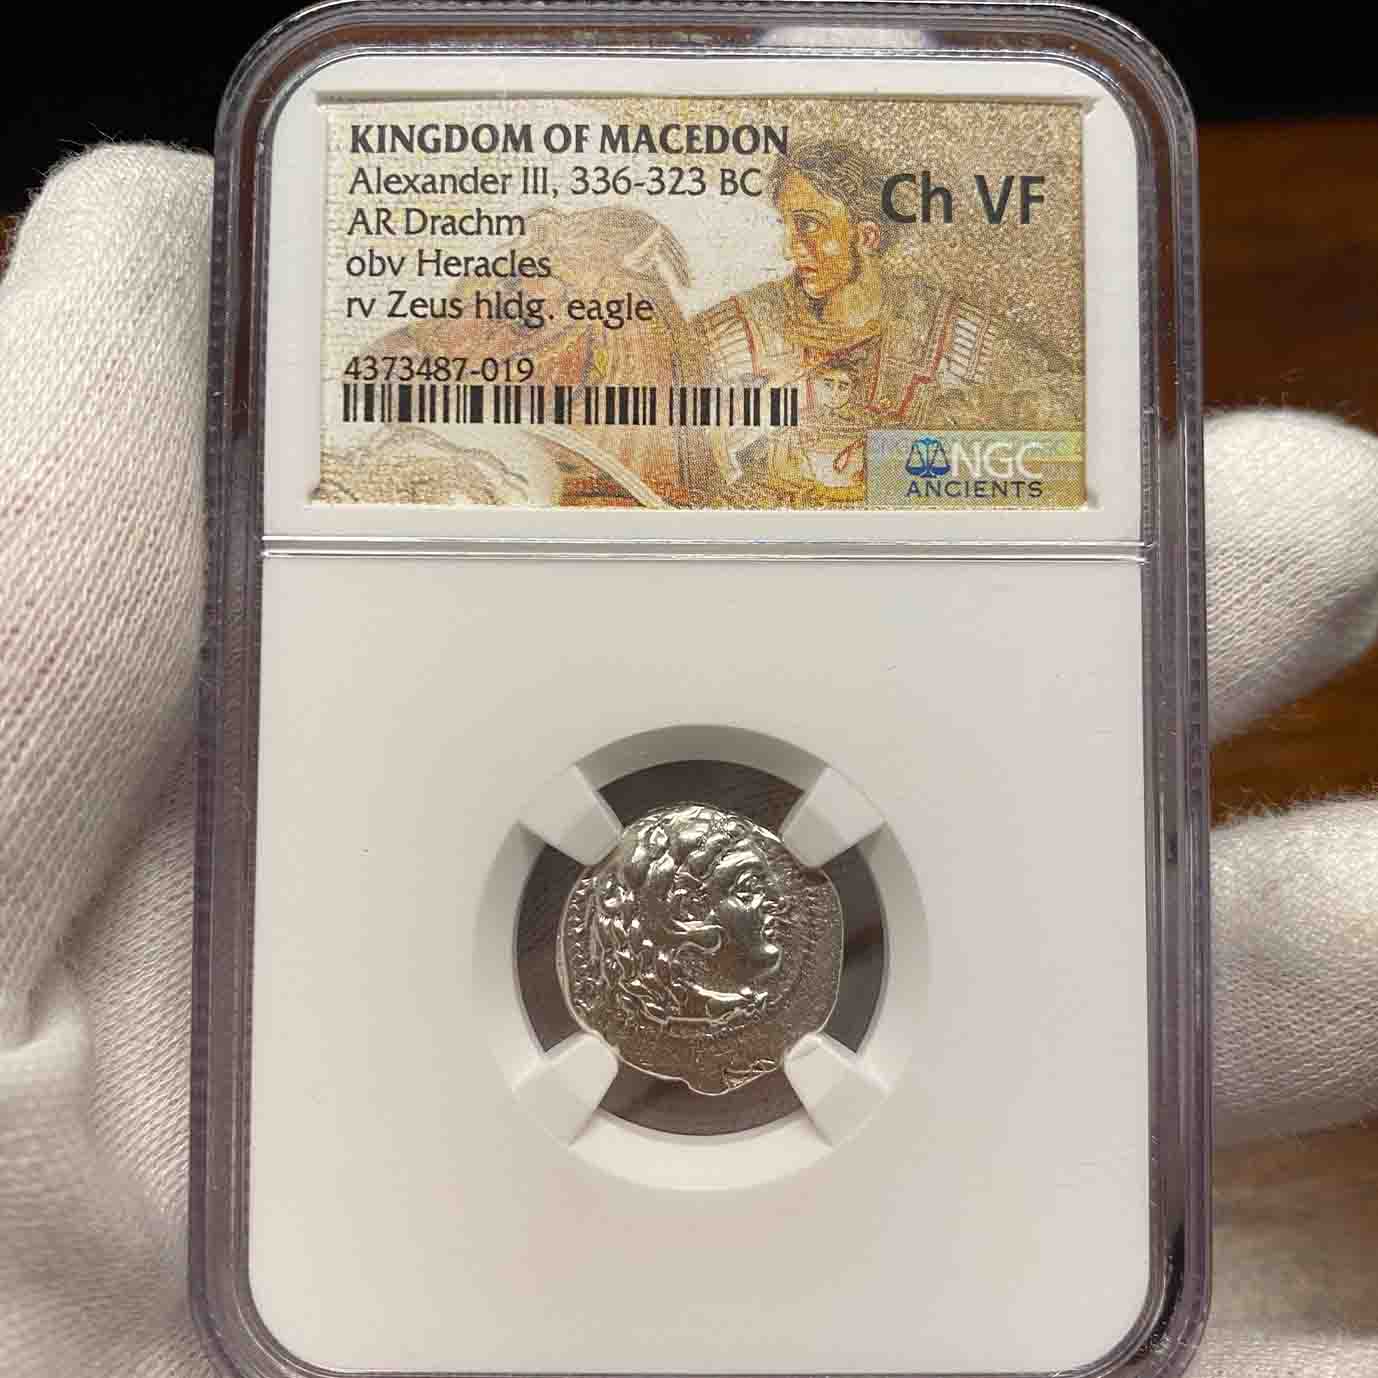 KINGDOM OF MACEDON
Alexander III, 336-323 BC
Ch VF
AR Drachm
obv Heracles
rv Zeus hldg. eagle
4373487-019
NGC
ANCIENTS